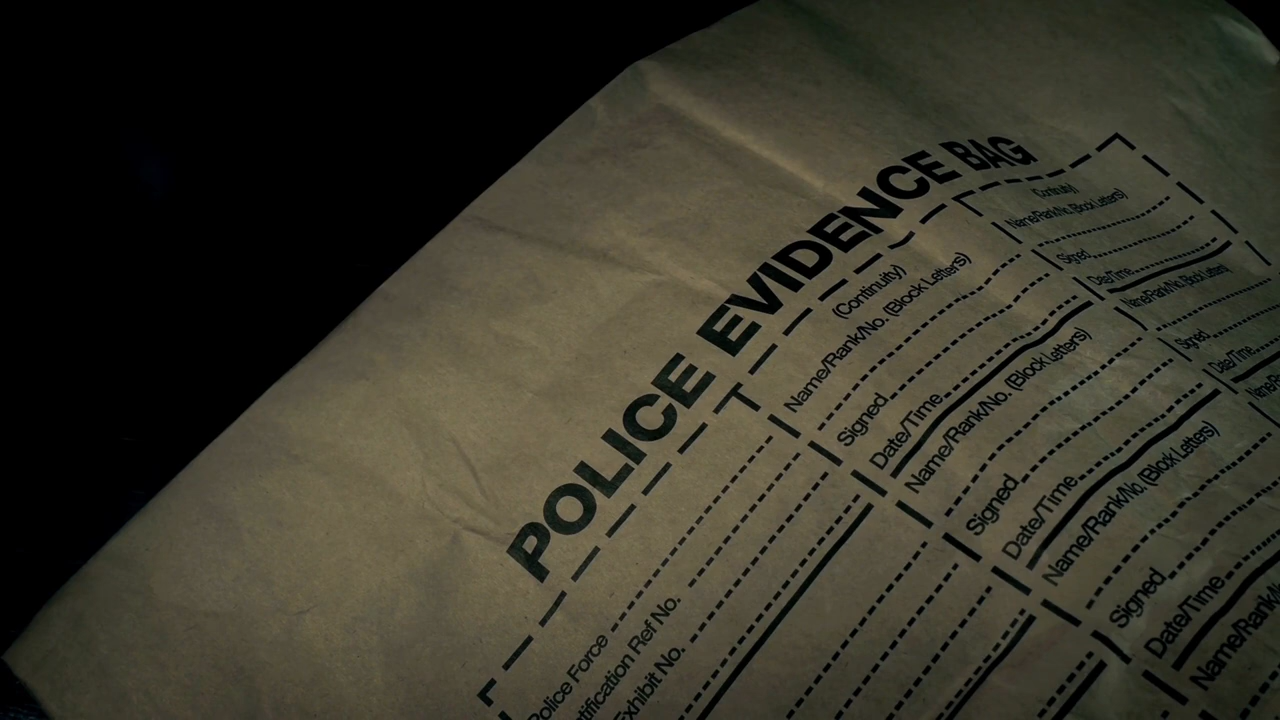 POLICE EVIDENCE BAG
Police Force
Ref No.
Exhibit No.
(Continuity)
Name/Rank/No. (Block Letters)
Signed
Date/Time
Name/Rank/No. (Block Letters)
Signed
Date/Time
Name/Rank/No. (Block Letters)
Signed
Date/Time
Name/Rank/
(Continuity)
Name/Rank/No. (Block Letters)
Signed
Date/Time
Name/Rank/No. (Block Letters)
Signed
Date/Time